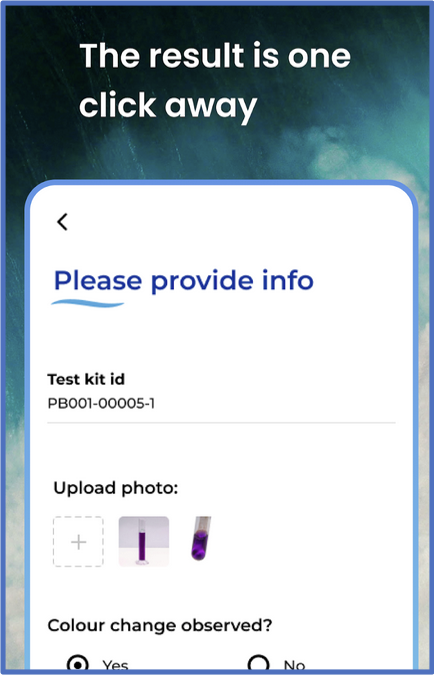 The result is one
click away
Please provide info
Test kit id
PB001-00005-1
Upload photo:
Colour change observed?
Yes
No